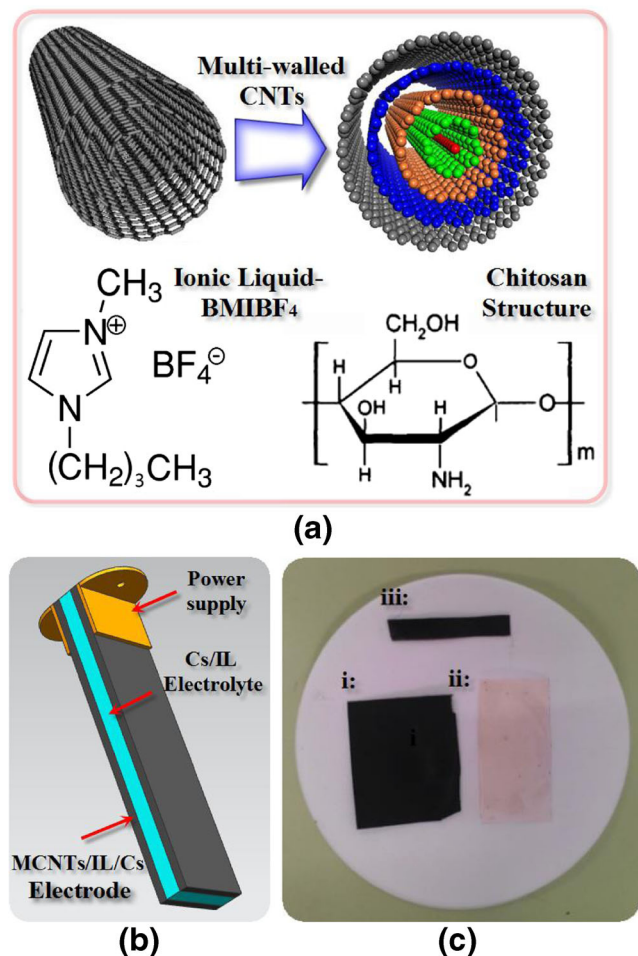 Multi-walled
CNTs
Ionic Liquid-
BMIBF₄
Chitosan
Structure
CH₃
N⊕
BF₄⊖
N
(CH₂)₃CH₃
CH₂OH
H
O
H
OH
H
O
H
NH₂
m
(a)
Power
supply
Cs/IL
Electrolyte
MCNTs/IL/Cs
Electrode
(b)
iii:
i:
ii:
i
(c)